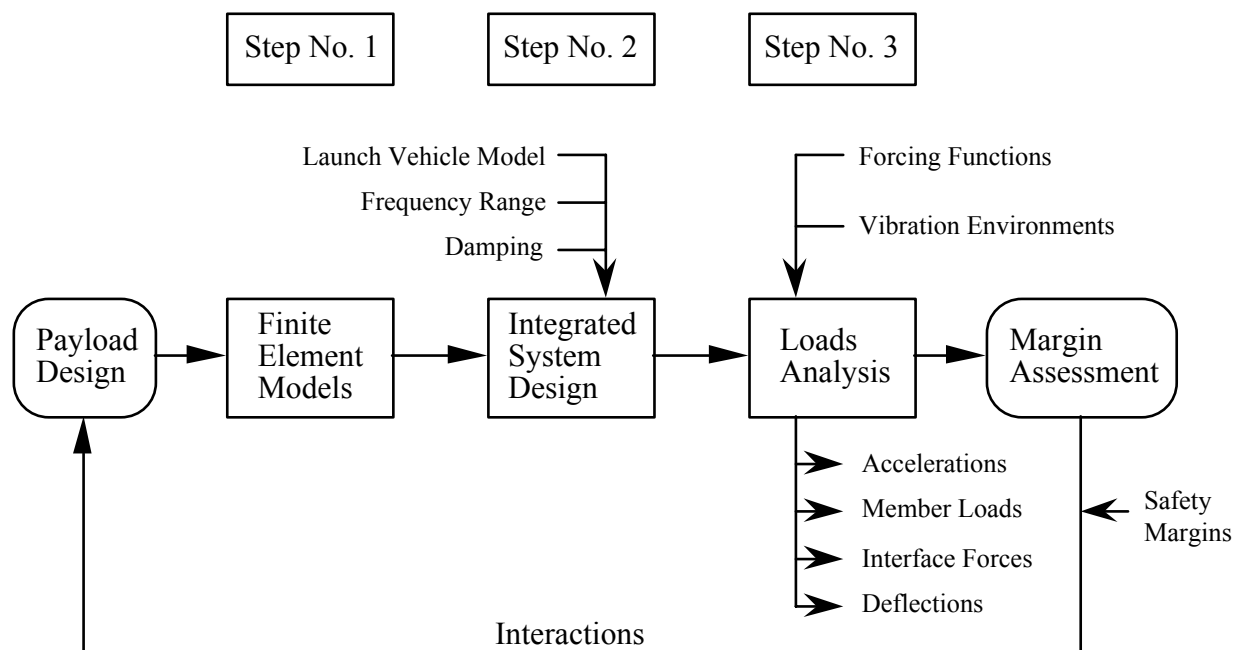 Step No. 1
Step No. 2
Step No. 3
Launch Vehicle Model
Frequency Range
Damping
Forcing Functions
Vibration Environments
Payload
Design
Finite
Element
Models
Integrated
System
Design
Loads
Analysis
Margin
Assessment
Accelerations
Member Loads
Interface Forces
Deflections
Safety
Margins
Interactions